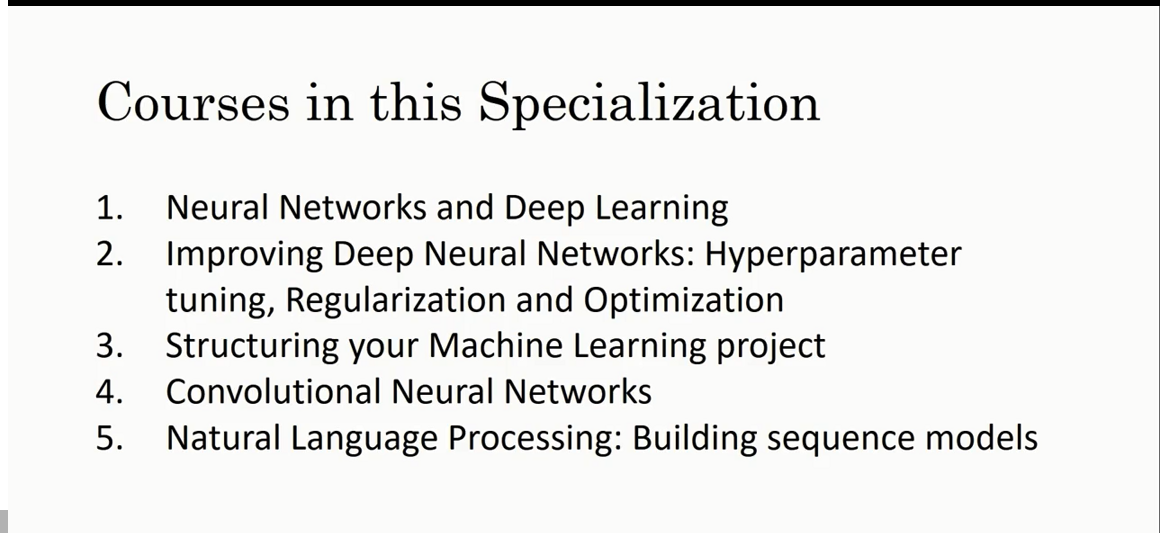 Courses in this Specialization
1. Neural Networks and Deep Learning
2. Improving Deep Neural Networks: Hyperparameter
tuning, Regularization and Optimization
3. Structuring your Machine Learning project
4. Convolutional Neural Networks
5. Natural Language Processing: Building sequence models